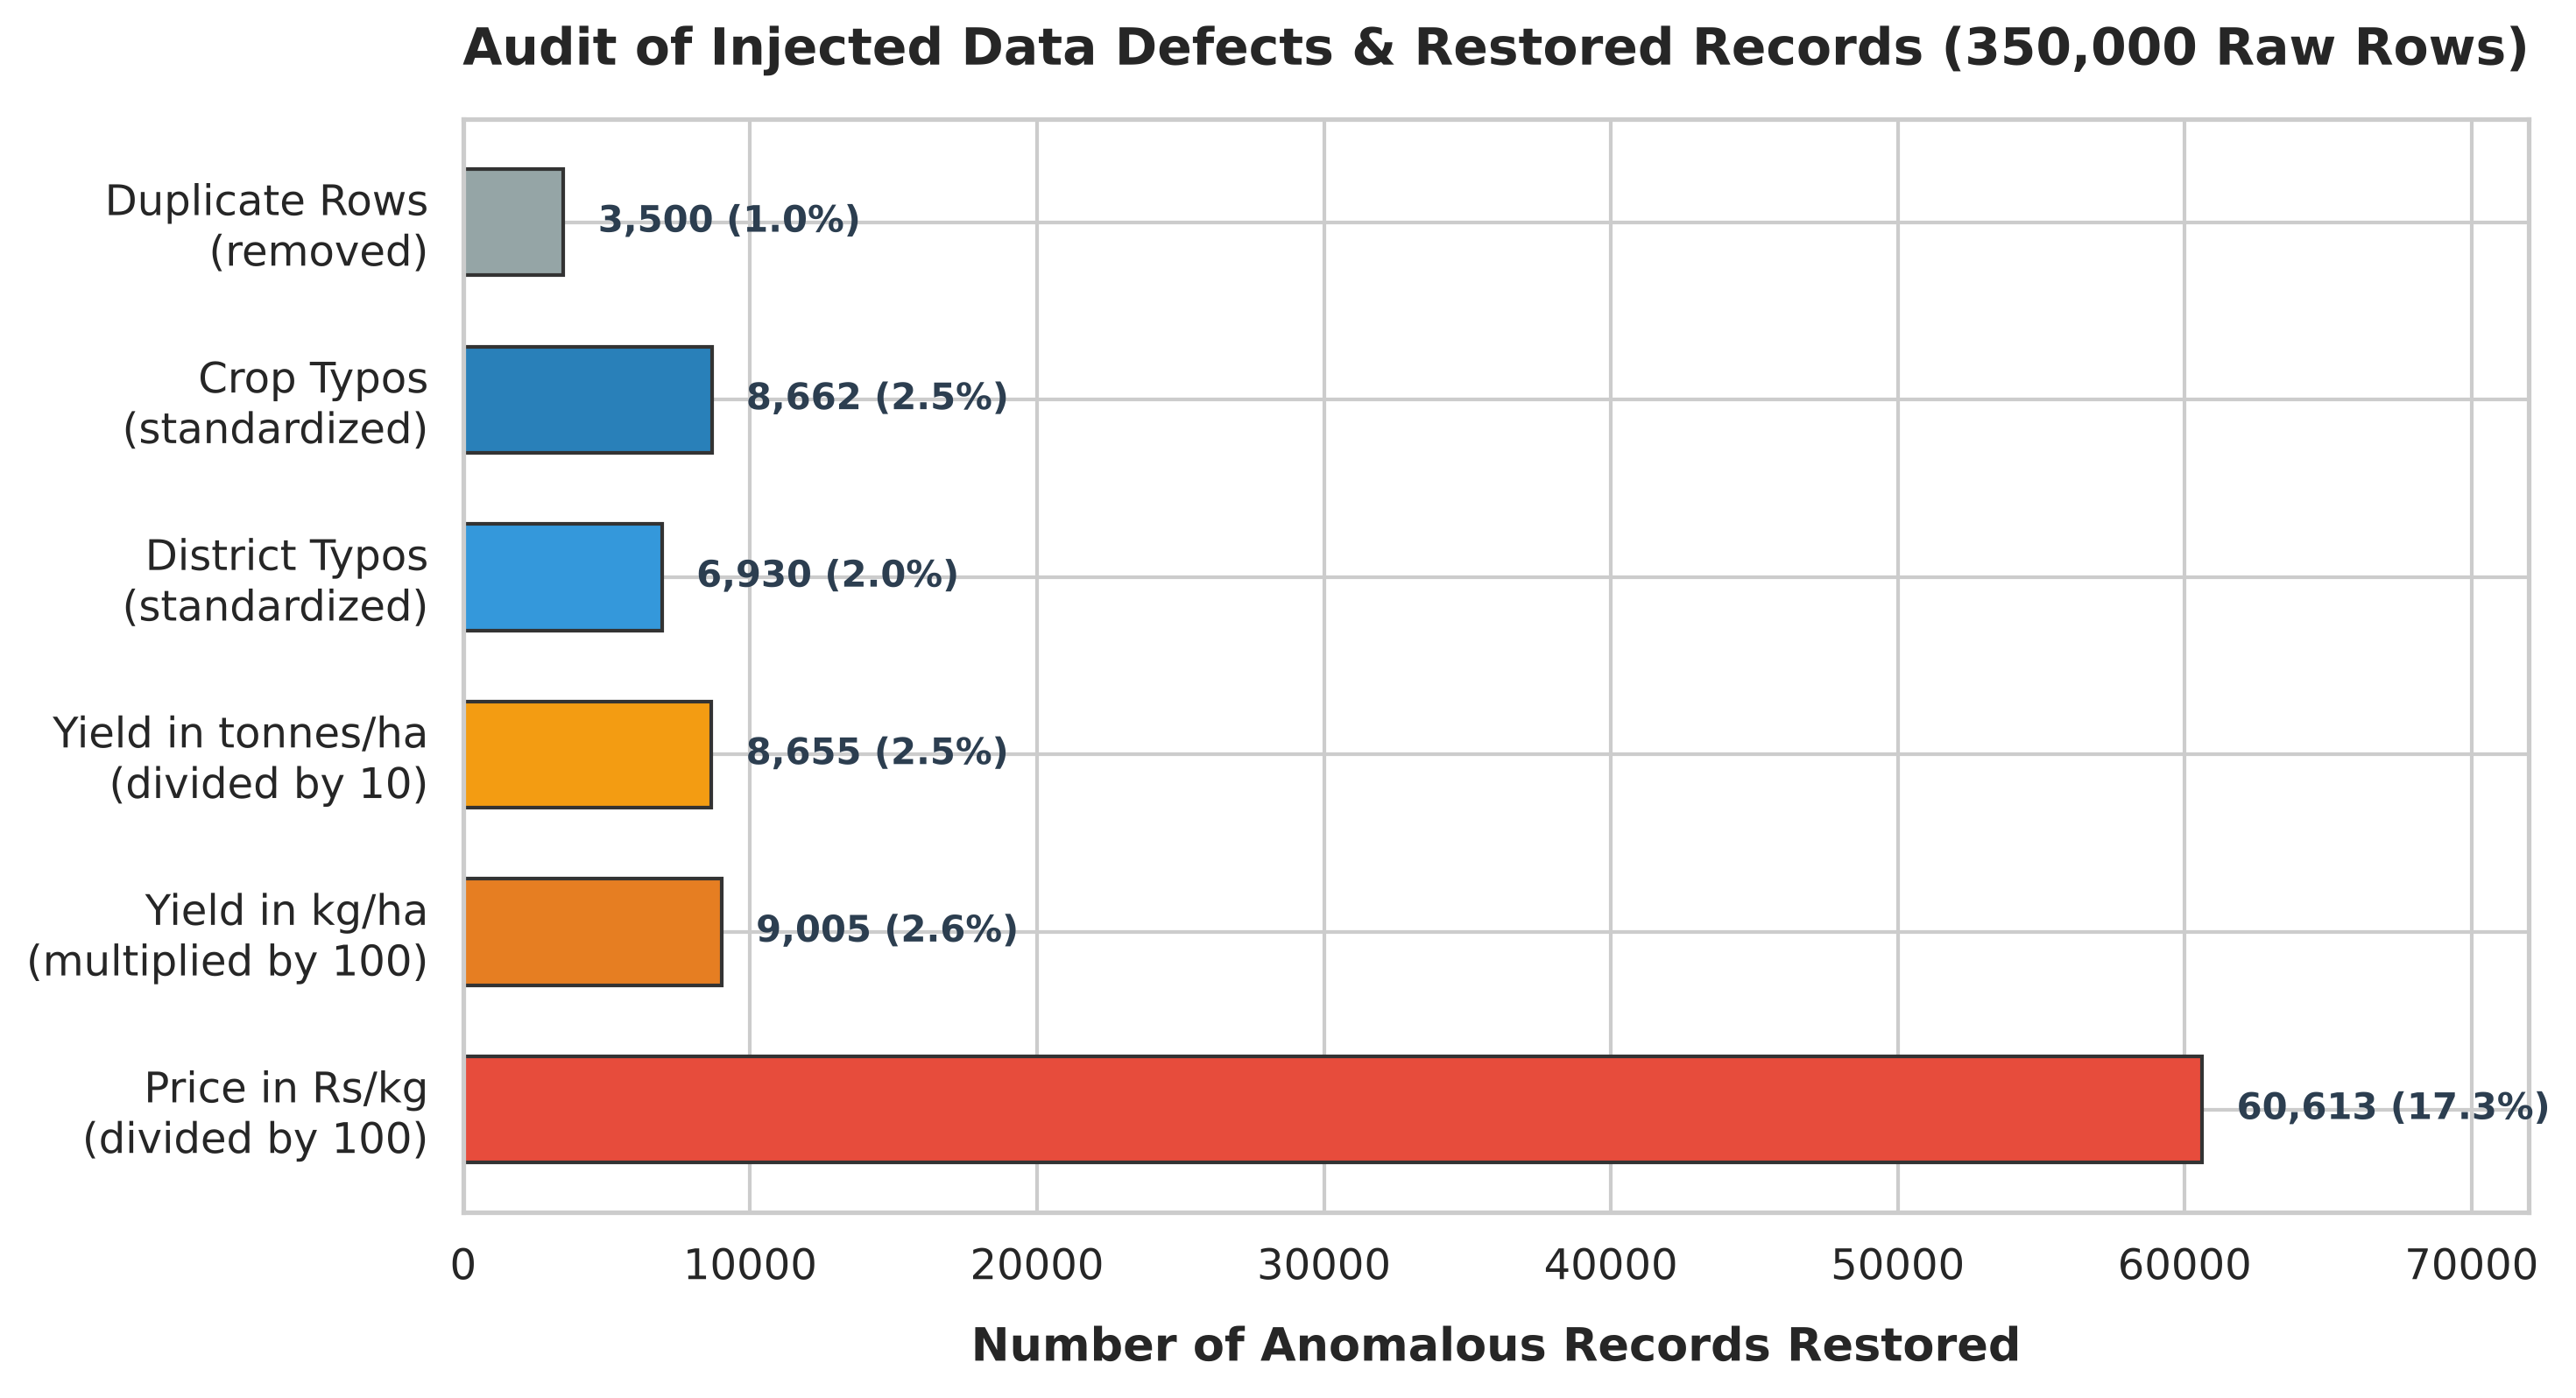 Audit of Injected Data Defects & Restored Records (350,000 Raw Rows)
Duplicate Rows
(removed)
3,500 (1.0%)
Crop Typos
(standardized)
8,662 (2.5%)
District Typos
(standardized)
6,930 (2.0%)
Yield in tonnes/ha
(divided by 10)
8,655 (2.5%)
Yield in kg/ha
(multiplied by 100)
9,005 (2.6%)
Price in Rs/kg
(divided by 100)
60,613 (17.3%)
0 10000 20000 30000 40000 50000 60000 70000
Number of Anomalous Records Restored